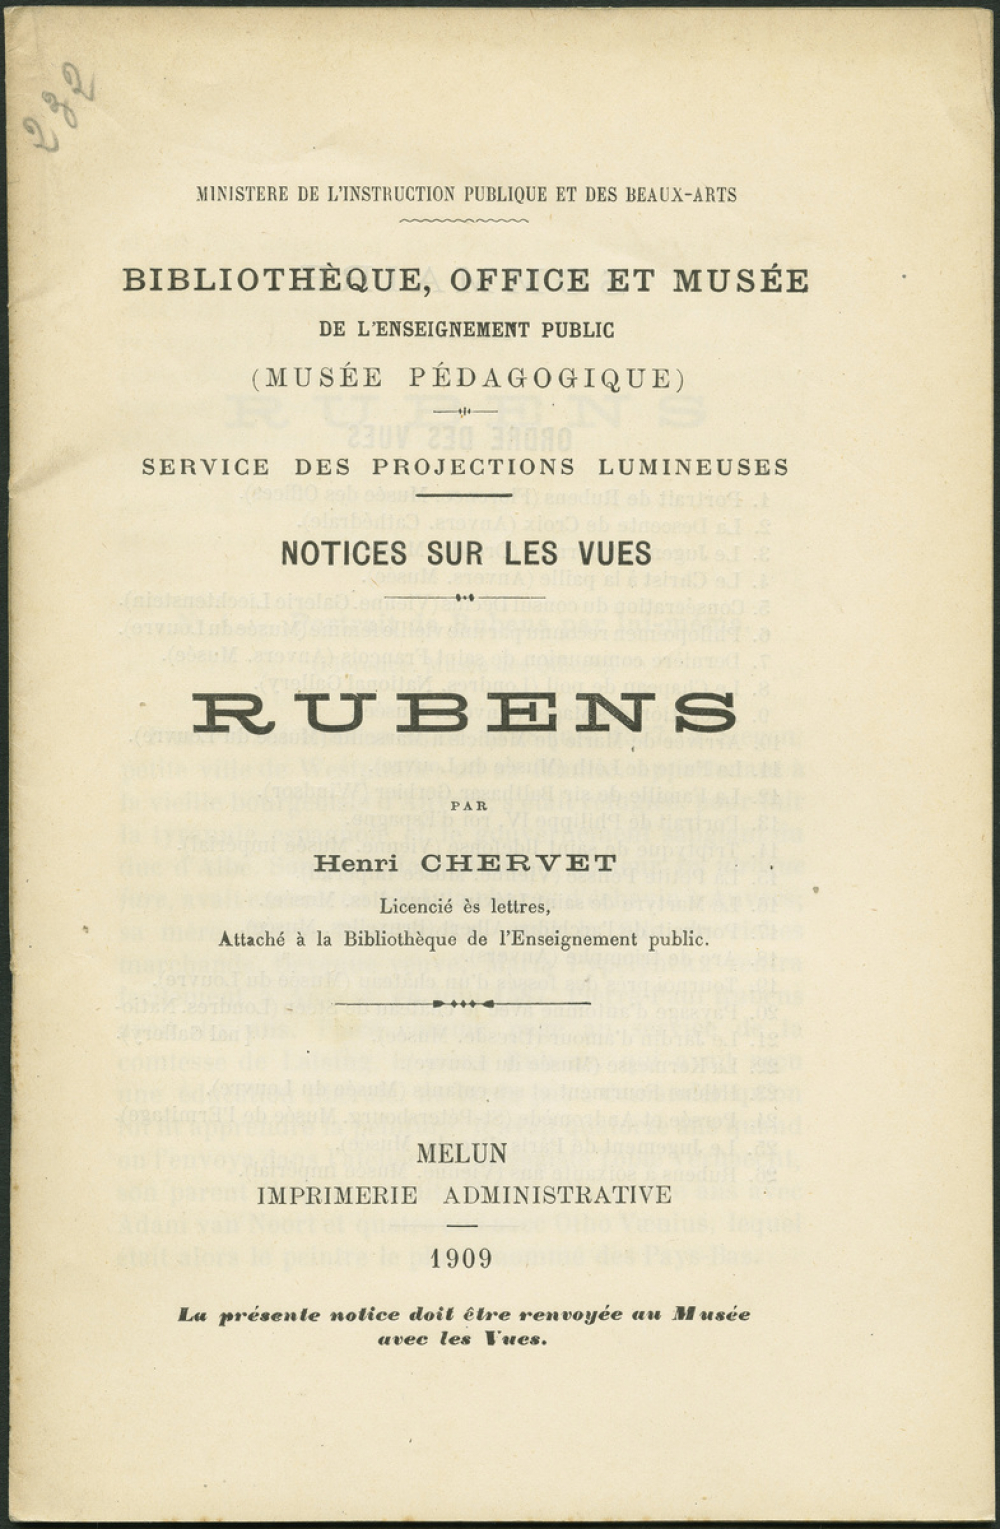 232
MINISTERE DE L'INSTRUCTION PUBLIQUE ET DES BEAUX-ARTS
BIBLIOTHÈQUE, OFFICE ET MUSÉE
DE L'ENSEIGNEMENT PUBLIC
(MUSÉE PÉDAGOGIQUE)
SERVICE DES PROJECTIONS LUMINEUSES
NOTICES SUR LES VUES
RUBENS
PAR
Henri CHERVET
Licencié ès lettres,
Attaché à la Bibliothèque de l'Enseignement public.
MELUN
IMPRIMERIE ADMINISTRATIVE
1909
La présente notice doit être renvoyée au Musée
avec les Vues.